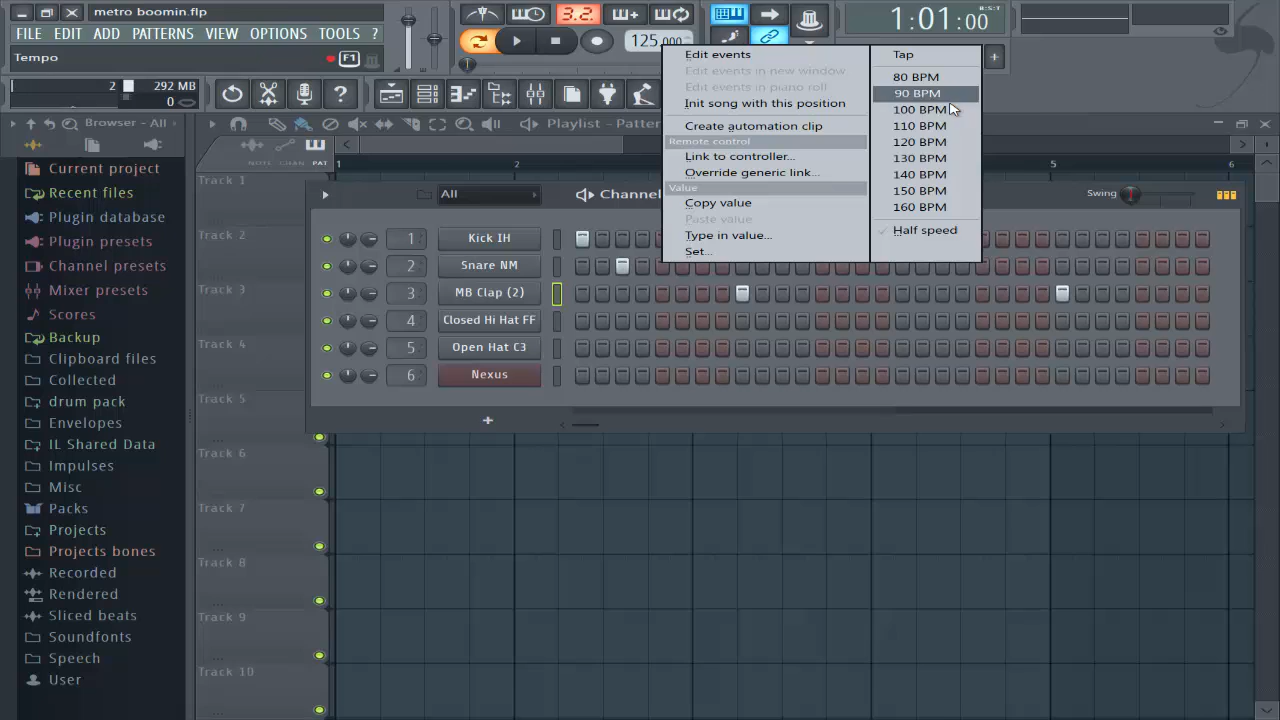 metro boomin.flp
FILE EDIT ADD PATTERNS VIEW OPTIONS TOOLS ?
Tempo F1
2 292 MB
0
3.2.
125.000
1:01:00
B:S:T
Edit events
Edit events in new window
Edit events in piano roll
Init song with this position
Create automation clip
Remote control
Link to controller...
Override generic link...
Value
Copy value
Paste value
Type in value...
Set...
Tap
80 BPM
90 BPM
100 BPM
110 BPM
120 BPM
130 BPM
140 BPM
150 BPM
160 BPM
Half speed
Browser - All
Current project
Recent files
Plugin database
Plugin presets
Channel presets
Mixer presets
Scores
Backup
Clipboard files
Collected
drum pack
Envelopes
IL Shared Data
Impulses
Misc
Packs
Projects
Projects bones
Recorded
Rendered
Sliced beats
Soundfonts
Speech
User
Playlist - Patter
NOTE CHAN PAT
1 2 5 6
Track 1
Track 2
Track 3
Track 4
Track 5
Track 6
Track 7
Track 8
Track 9
Track 10
All Channel Swing
1 Kick IH
2 Snare NM
3 MB Clap (2)
4 Closed Hi Hat FF
5 Open Hat C3
6 Nexus
+